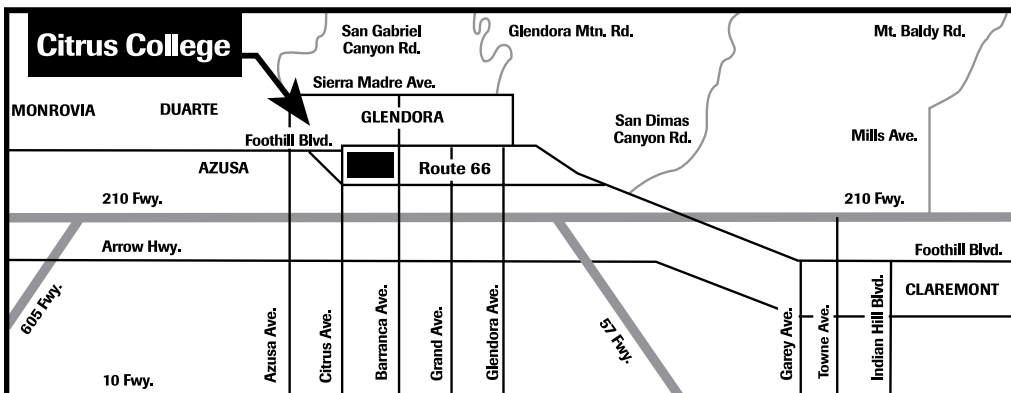 San Gabriel
Canyon Rd.
Glendora Mtn. Rd.
Mt. Baldy Rd.
Citrus College
Sierra Madre Ave.
MONROVIA
DUARTE
GLENDORA
San Dimas
Canyon Rd.
Mills Ave.
Foothill Blvd.
AZUSA
Route 66
210 Fwy.
210 Fwy.
Arrow Hwy.
Foothill Blvd.
CLAREMONT
605 Fwy.
Azusa Ave.
Citrus Ave.
Barranca Ave.
Grand Ave.
Glendora Ave.
57 Fwy.
Garey Ave.
Towne Ave.
Indian Hill Blvd.
10 Fwy.